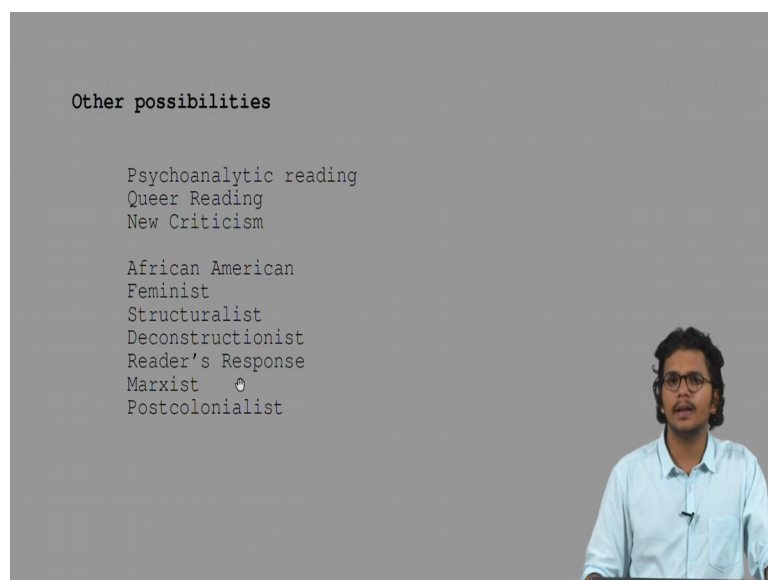 Other possibilities
Psychoanalytic reading
Queer Reading
New Criticism
African American
Feminist
Structuralist
Deconstructionist
Reader's Response
Marxist
Postcolonialist